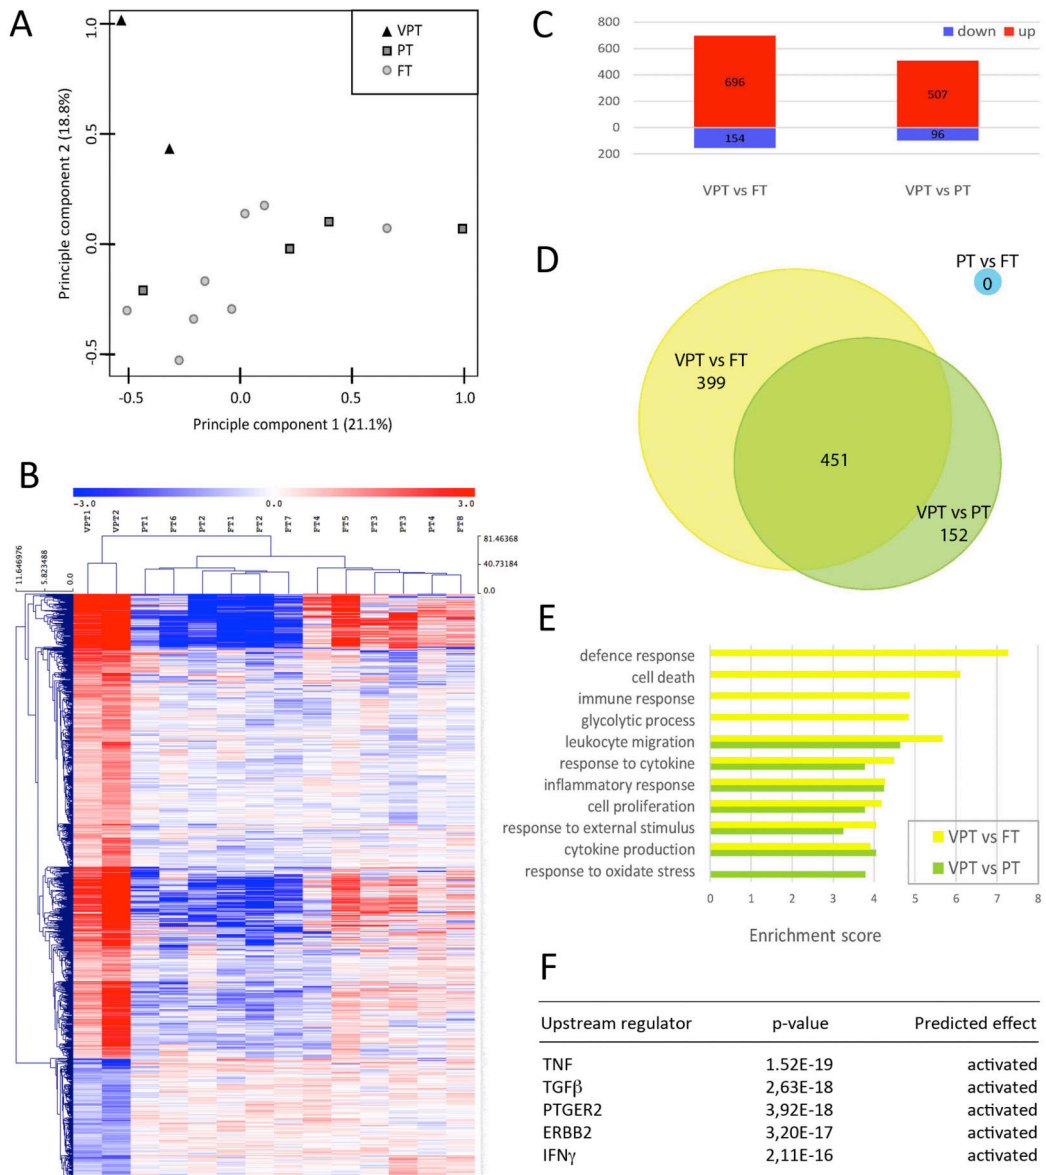 A
1.0
0.5
0.0
-0.5
Principle component 2 (18.8%)
VPT
PT
FT
-0.5 0.0 0.5 1.0
Principle component 1 (21.1%)
B
-3.0 0.0 3.0
VPT1 VPT2 PT1 FT6 PT2 FT1 FT2 FT7 FT4 FT5 FT3 PT3 PT4 FT8
81.46368
40.73184
0.0
11.646976 5.823488 0.0
C
down up
800
600
400
200
0
200
696 507
154 96
VPT vs FT VPT vs PT
D
PT vs FT
0
VPT vs FT
399
451
VPT vs PT
152
E
defence response
cell death
immune response
glycolytic process
leukocyte migration
response to cytokine
inflammatory response
cell proliferation
response to external stimulus
cytokine production
response to oxidate stress
VPT vs FT
VPT vs PT
0 1 2 3 4 5 6 7 8
Enrichment score
F
Upstream regulator p-value Predicted effect
TNF 1.52E-19 activated
TGFβ 2,63E-18 activated
PTGER2 3,92E-18 activated
ERBB2 3,20E-17 activated
IFNγ 2,11E-16 activated